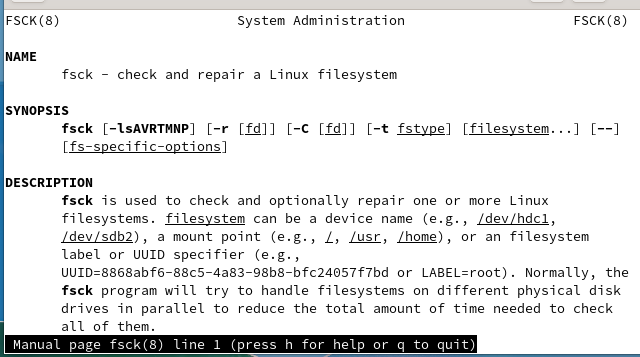 FSCK(8) System Administration FSCK(8)
NAME
fsck - check and repair a Linux filesystem
SYNOPSIS
fsck [-lsAVRTMNP] [-r [fd]] [-C [fd]] [-t fstype] [filesystem...] [--]
[fs-specific-options]
DESCRIPTION
fsck is used to check and optionally repair one or more Linux
filesystems. filesystem can be a device name (e.g., /dev/hdc1,
/dev/sdb2), a mount point (e.g., /, /usr, /home), or an filesystem
label or UUID specifier (e.g.,
UUID=8868abf6-88c5-4a83-98b8-bfc24057f7bd or LABEL=root). Normally, the
fsck program will try to handle filesystems on different physical disk
drives in parallel to reduce the total amount of time needed to check
all of them.
Manual page fsck(8) line 1 (press h for help or q to quit)